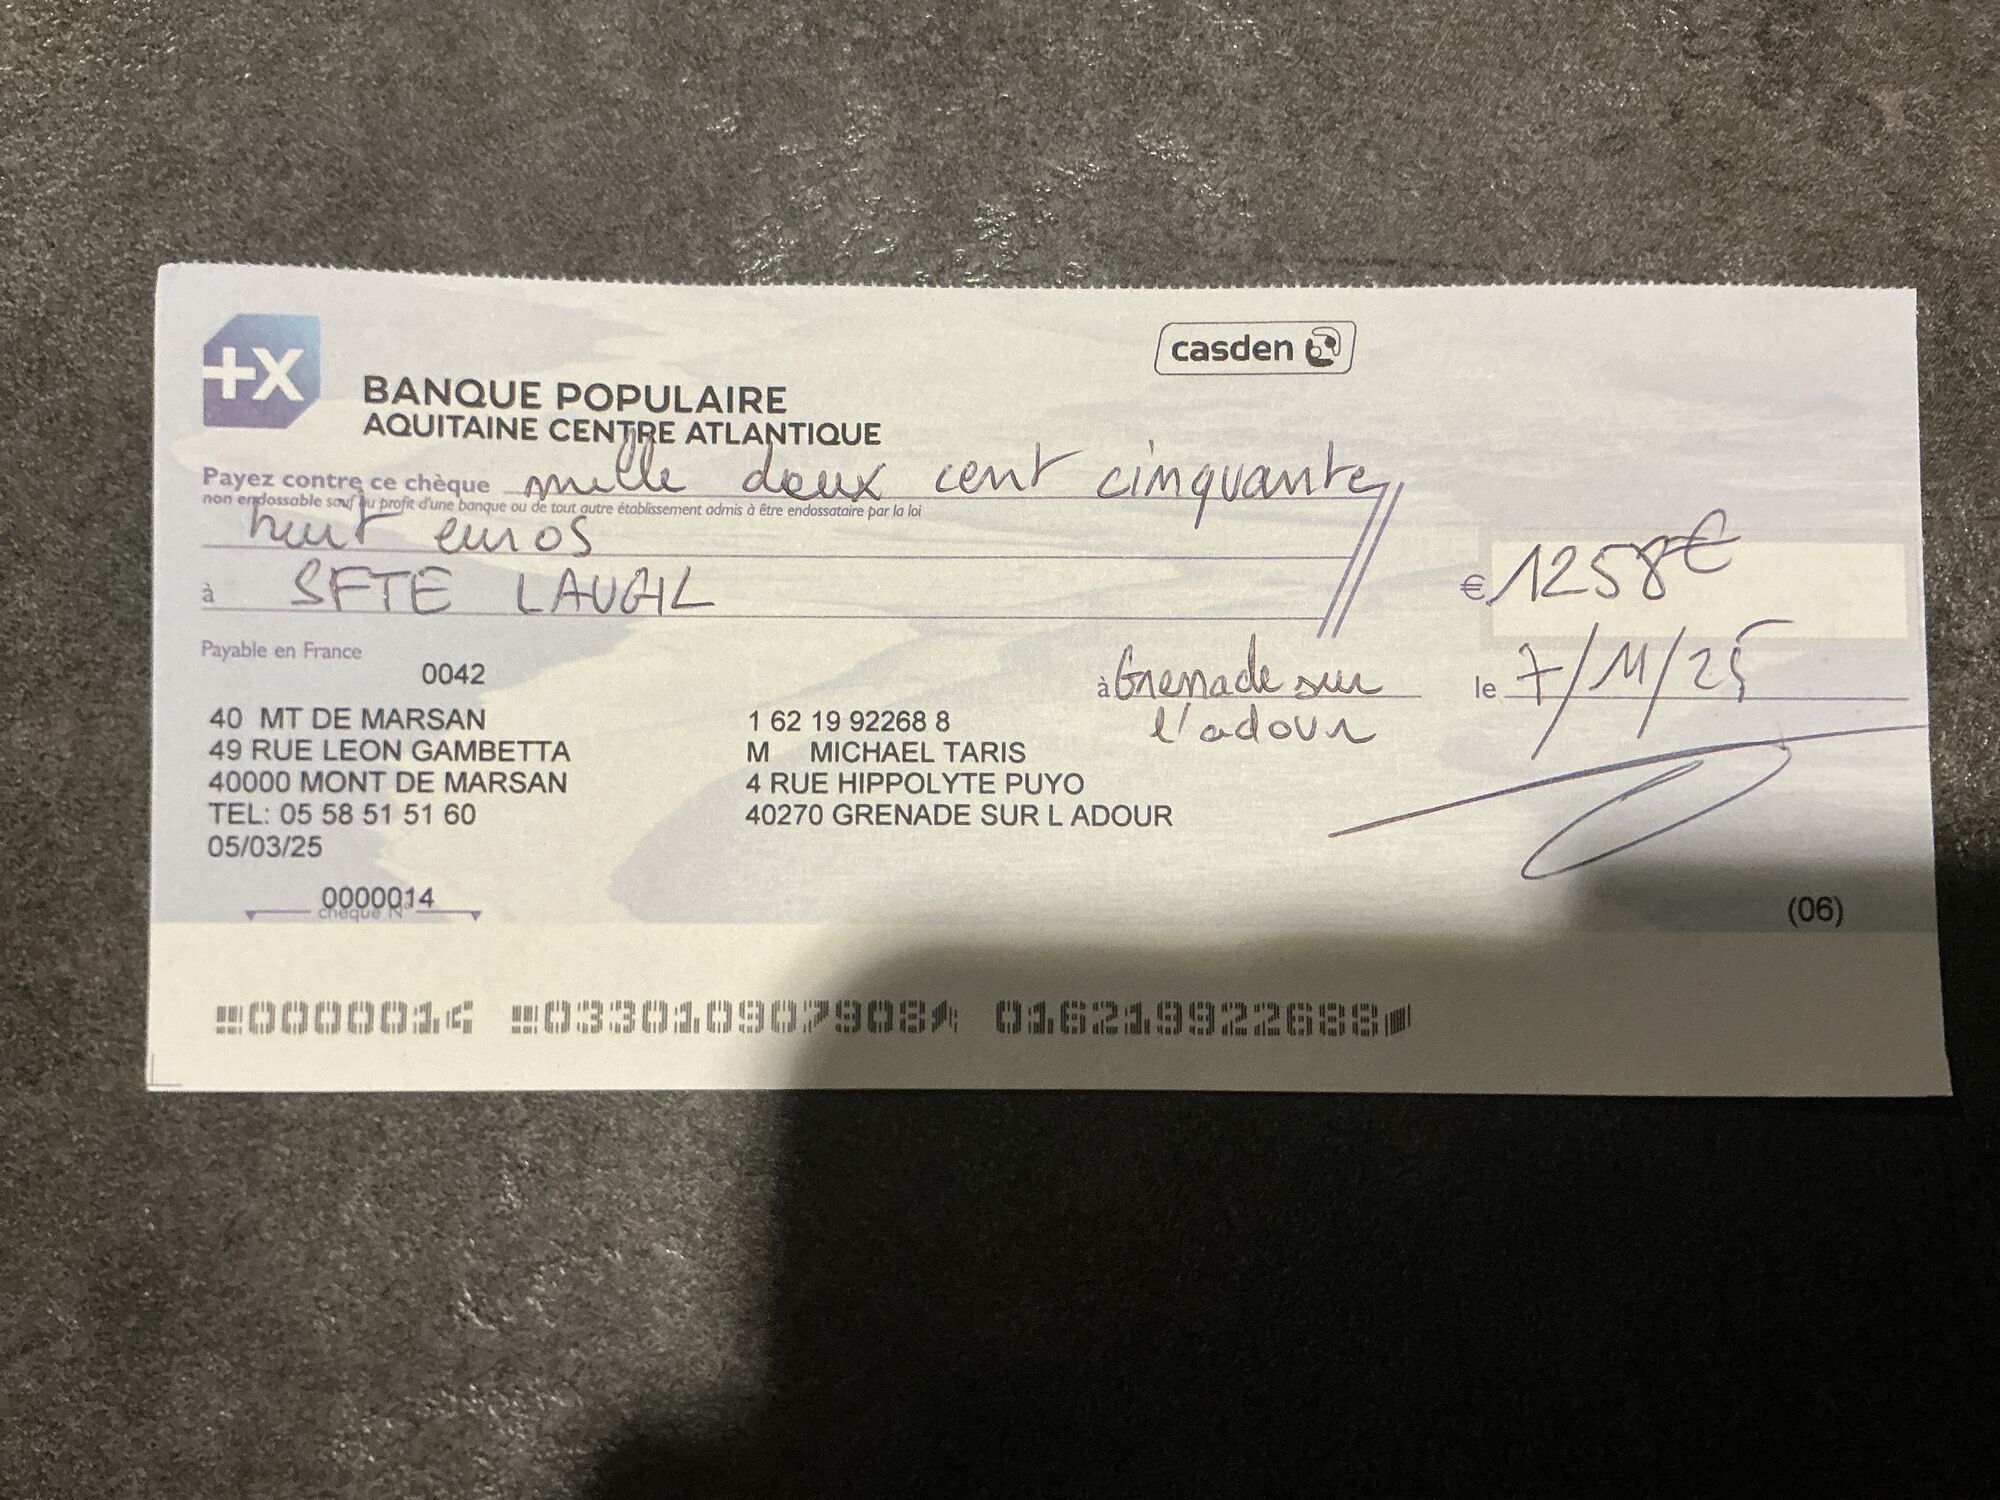 +X
casden
BANQUE POPULAIRE
AQUITAINE CENTRE ATLANTIQUE
Payez contre ce chèque mille deux cent cinquante
non endossable sauf au profit d'une banque ou de tout autre établissement admis à être endossataire par la loi
huit euros
€ 1258€
à SFTE LAUGIL
Payable en France
à Grenade sur
l'adour
le 7/11/25
0042
40 MT DE MARSAN
49 RUE LEON GAMBETTA
40000 MONT DE MARSAN
TEL: 05 58 51 51 60
05/03/25
1 62 19 92268 8
M MICHAEL TARIS
4 RUE HIPPOLYTE PUYO
40270 GRENADE SUR L ADOUR
0000014
chèque N°
(06)
0000014 033010907908 016219922688